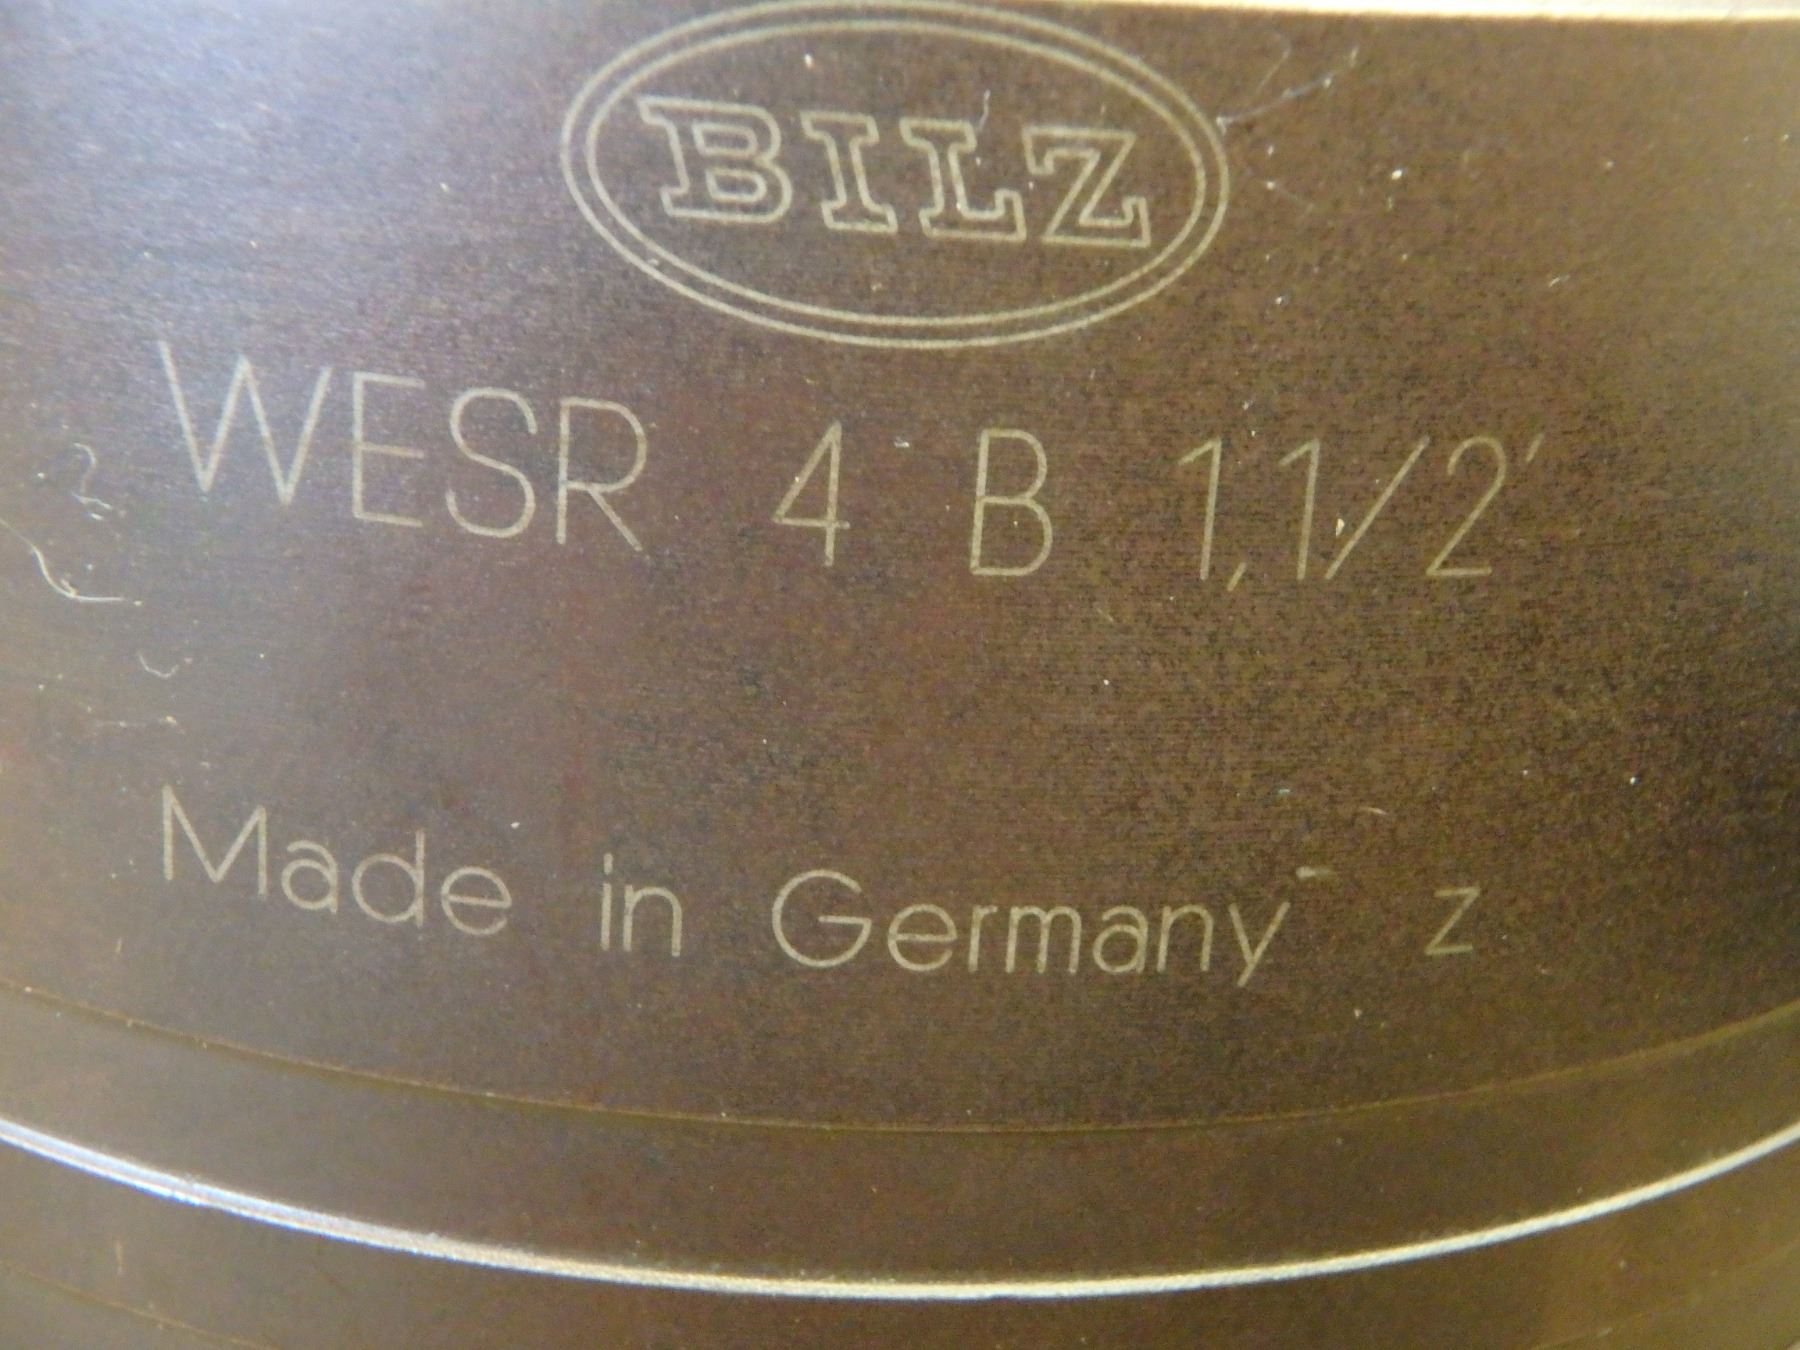 BILZ
WESR 4 B 1,1/2'
Made in Germany z